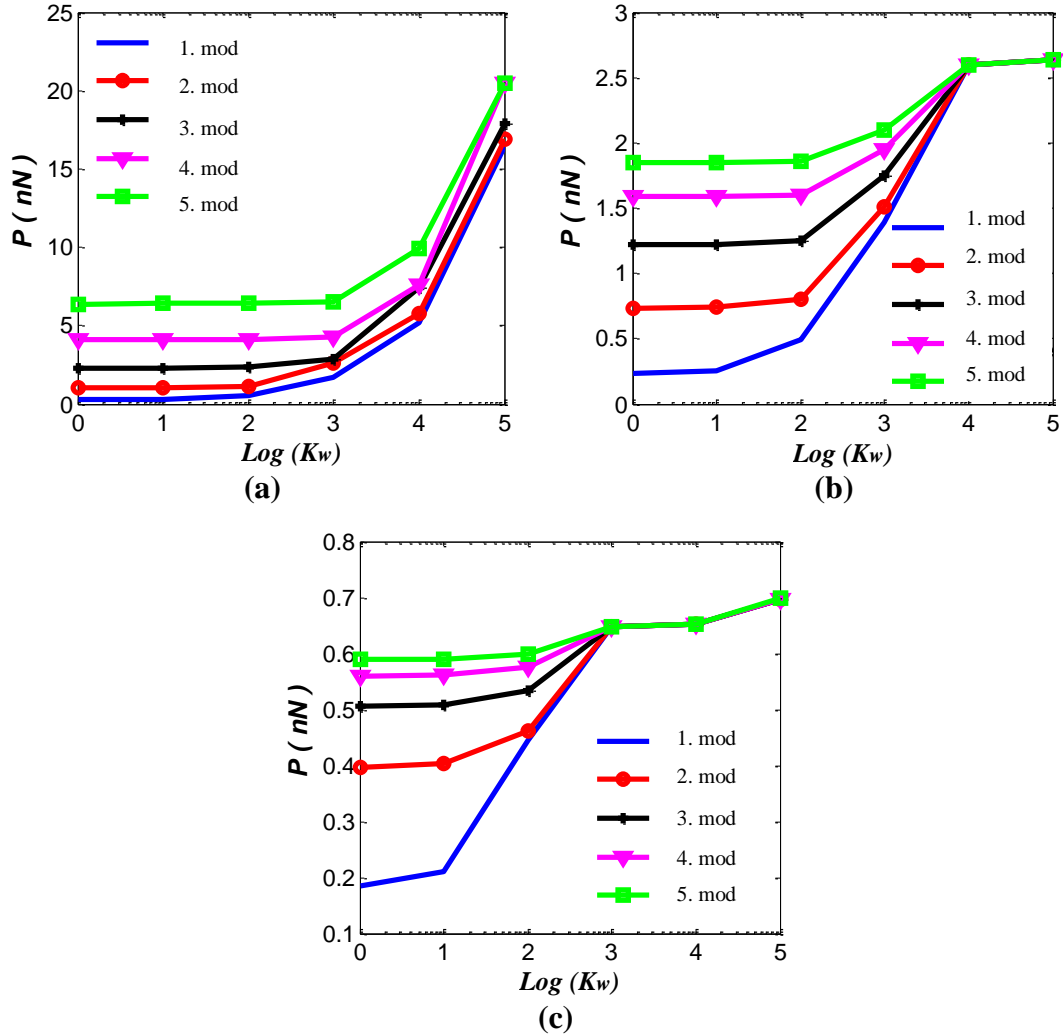 25
20
15
10
5
0
P ( nN )
1. mod
2. mod
3. mod
4. mod
5. mod
0 1 2 3 4 5
Log (Kw)
(a)
3
2.5
2
1.5
1
0.5
0
P ( nN )
1. mod
2. mod
3. mod
4. mod
5. mod
0 1 2 3 4 5
Log (Kw)
(b)
0.8
0.7
0.6
0.5
0.4
0.3
0.2
0.1
P ( nN )
1. mod
2. mod
3. mod
4. mod
5. mod
0 1 2 3 4 5
Log (Kw)
(c)